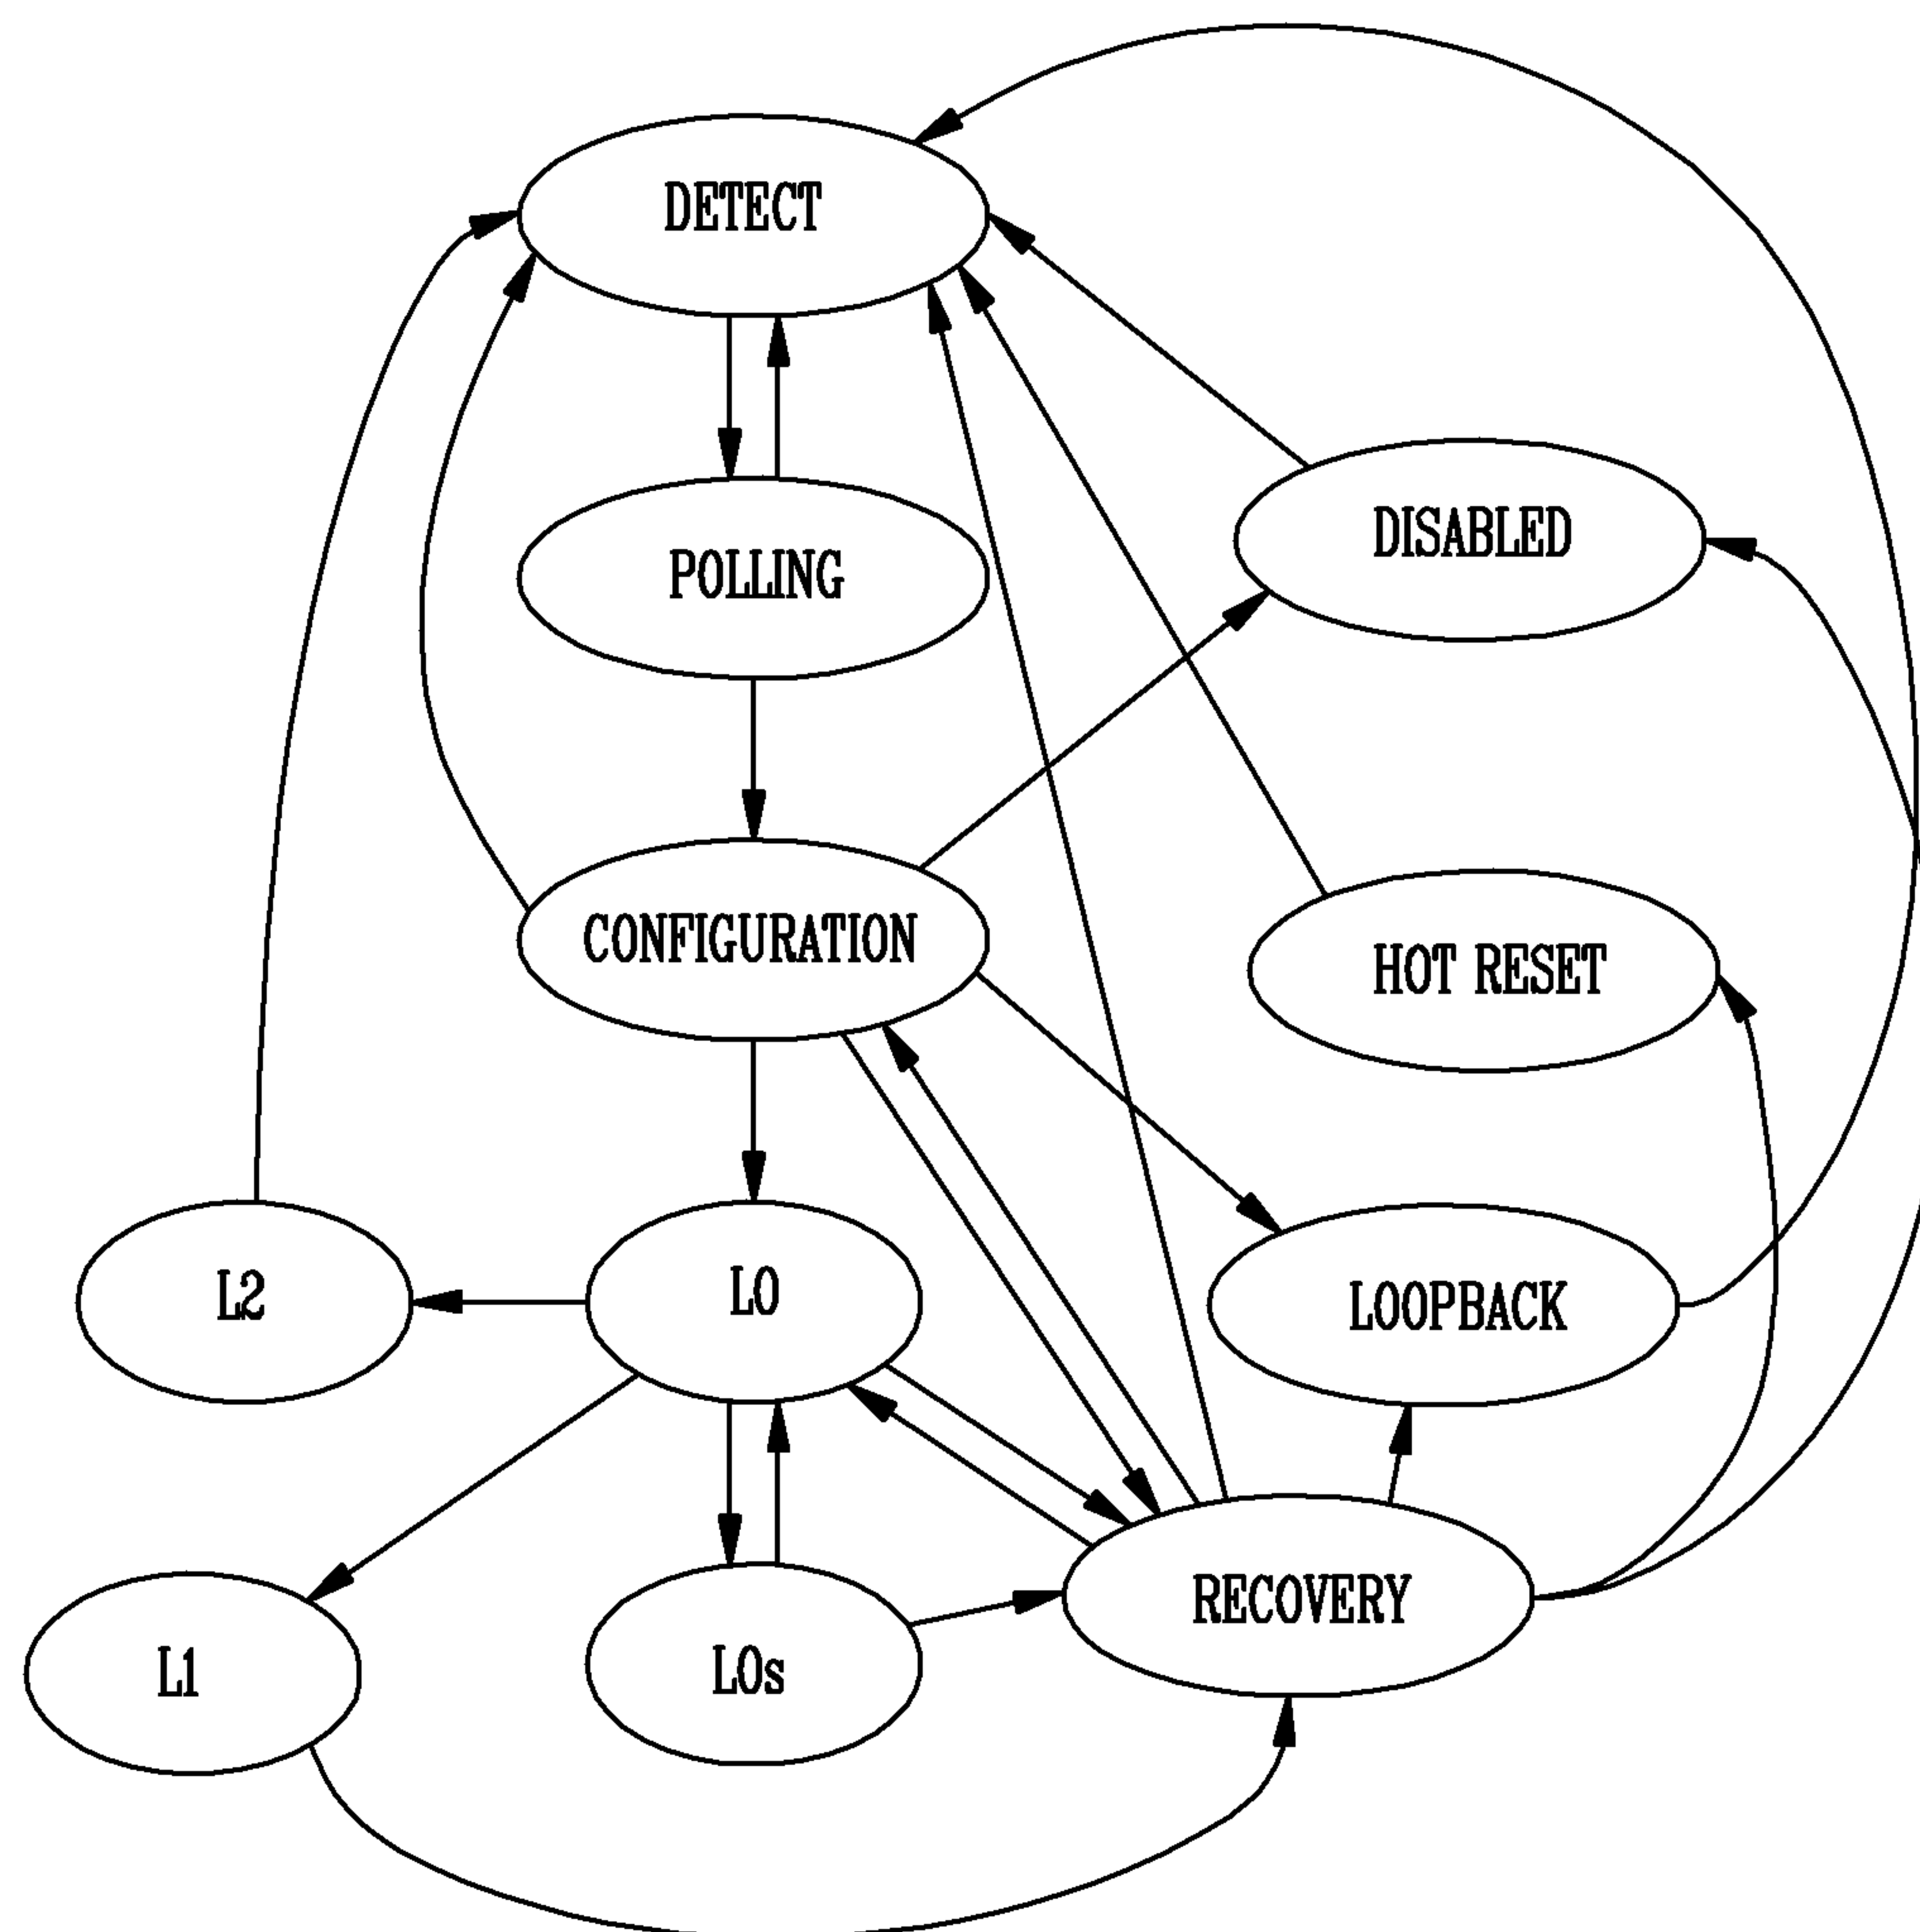 DETECT
POLLING
DISABLED
CONFIGURATION
HOT RESET
L2
L0
LOOPBACK
L1
L0s
RECOVERY